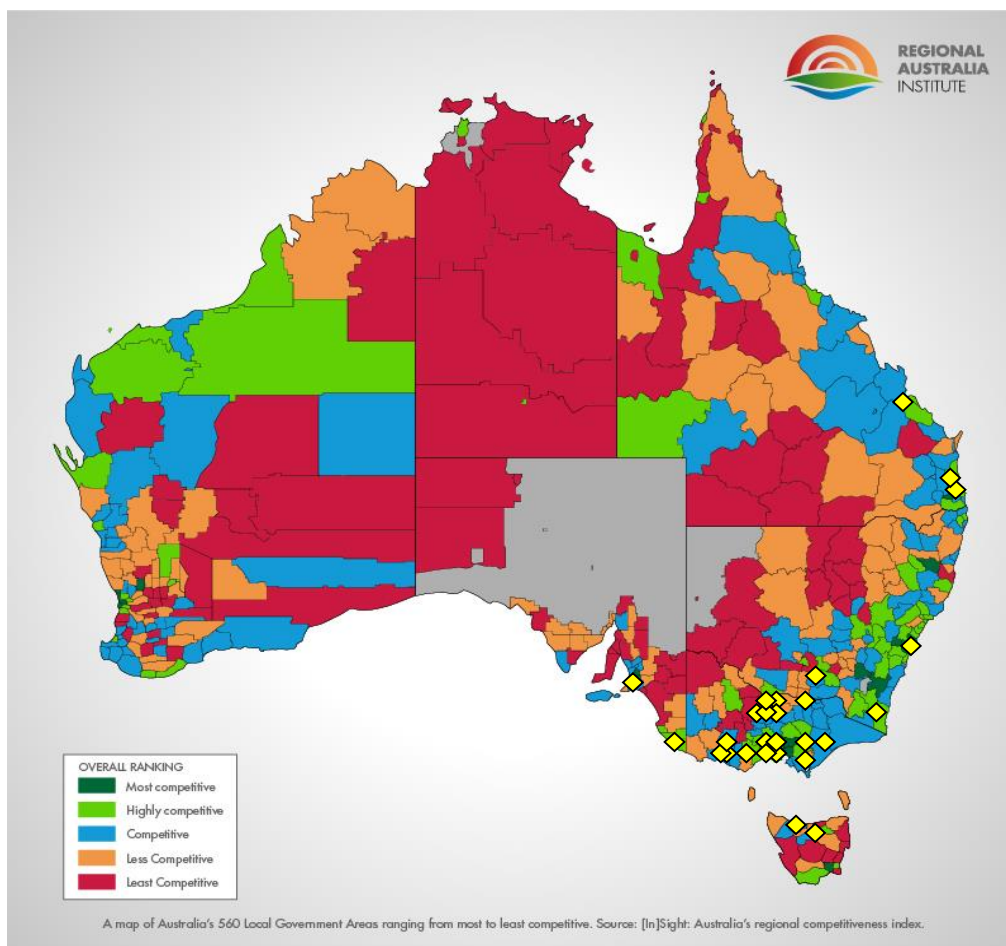 REGIONAL
AUSTRALIA
INSTITUTE
OVERALL RANKING
Most competitive
Highly competitive
Competitive
Less Competitive
Least Competitive
A map of Australia's 560 Local Government Areas ranging from most to least competitive. Source: [In]Sight: Australia's regional competitiveness index.